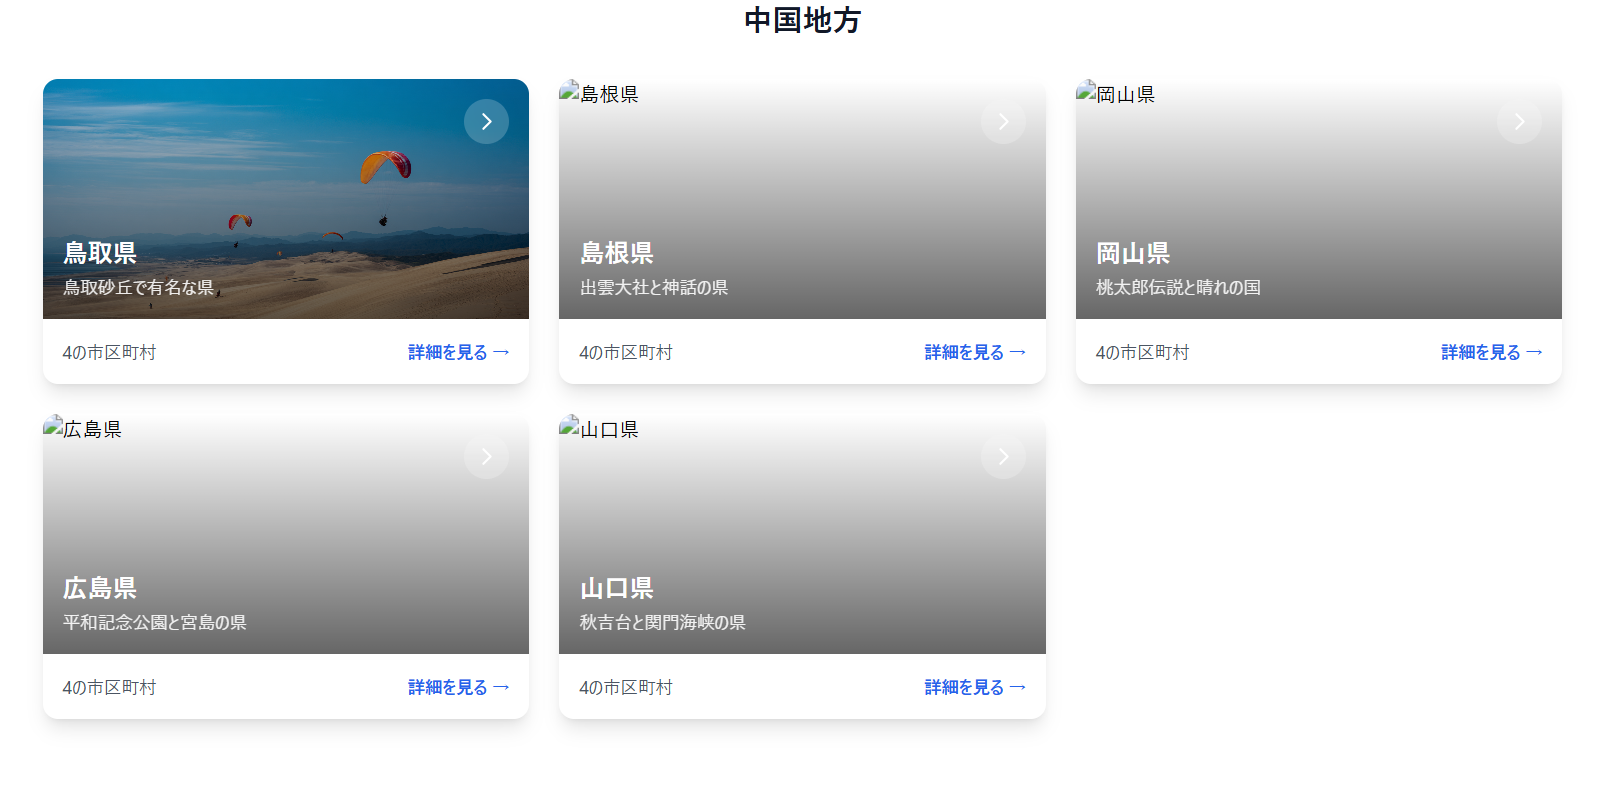 中国地方
鳥取県
鳥取砂丘で有名な県
4の市区町村
詳細を見る →
島根県
島根県
出雲大社と神話の県
4の市区町村
詳細を見る →
岡山県
岡山県
桃太郎伝説と晴れの国
4の市区町村
詳細を見る →
広島県
広島県
平和記念公園と宮島の県
4の市区町村
詳細を見る →
山口県
山口県
秋吉台と関門海峡の県
4の市区町村
詳細を見る →